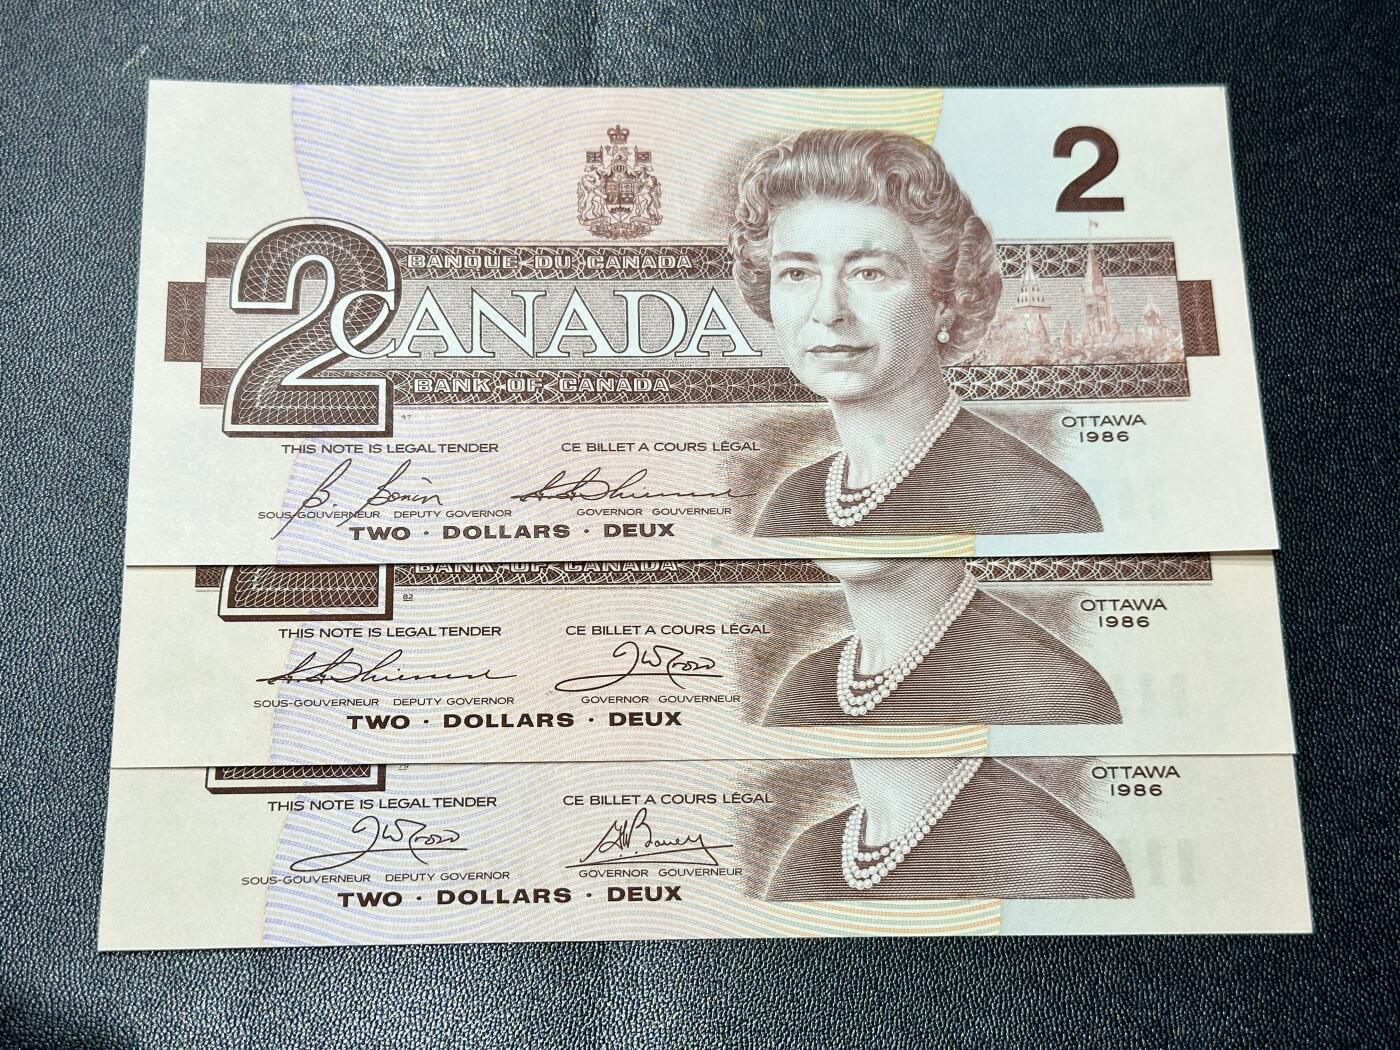 2
BANQUE DU CANADA
2 CANADA
BANK OF CANADA
OTTAWA
1986
THIS NOTE IS LEGAL TENDER CE BILLET A COURS LÉGAL
B. Bonin
SOUS-GOUVERNEUR DEPUTY GOVERNOR GOVERNOR GOUVERNEUR
TWO · DOLLARS · DEUX
BANK OF CANADA
82
OTTAWA
1986
THIS NOTE IS LEGAL TENDER CE BILLET A COURS LÉGAL
SOUS-GOUVERNEUR DEPUTY GOVERNOR GOVERNOR GOUVERNEUR
TWO · DOLLARS · DEUX
OTTAWA
1986
THIS NOTE IS LEGAL TENDER CE BILLET A COURS LÉGAL
SOUS-GOUVERNEUR DEPUTY GOVERNOR GOVERNOR GOUVERNEUR
TWO · DOLLARS · DEUX